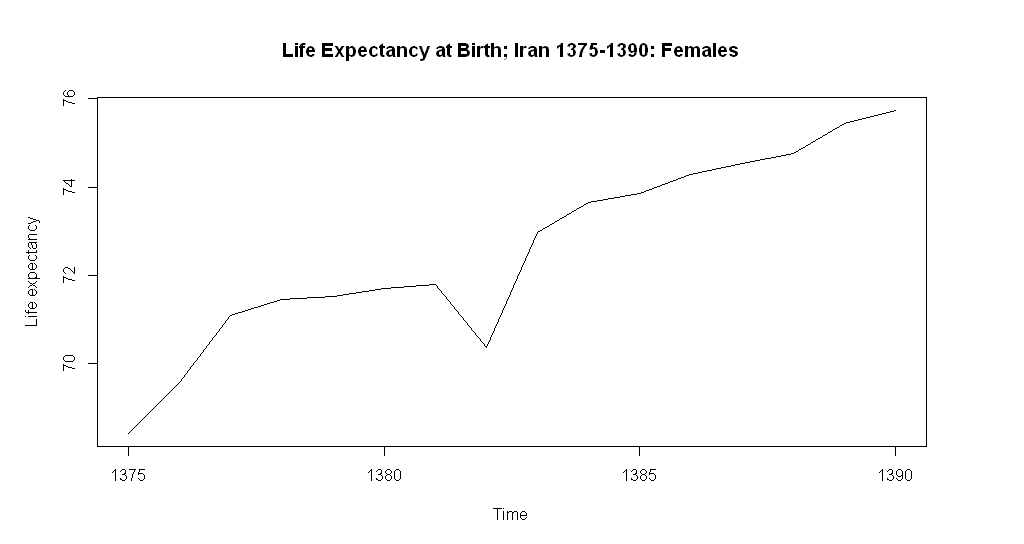 Life Expectancy at Birth; Iran 1375-1390: Females
76
74
72
70
Life expectancy
1375 1380 1385 1390
Time